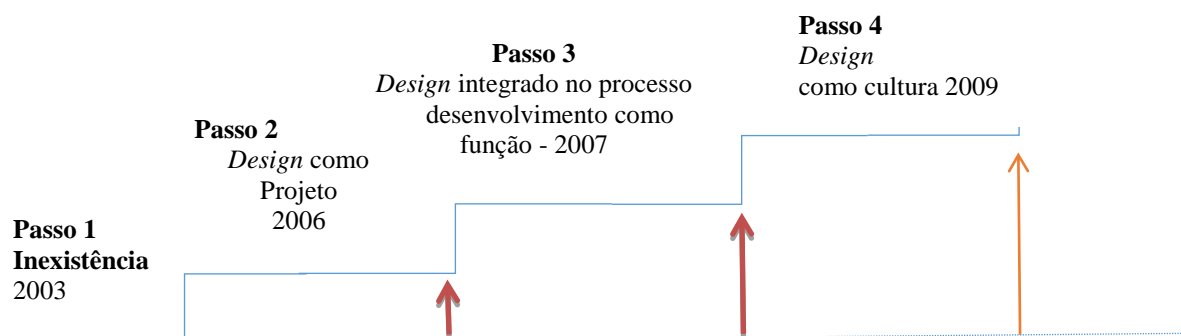 Passo 1
Inexistência
2003
Passo 2
Design como
Projeto
2006
Passo 3
Design integrado no processo
desenvolvimento como
função - 2007
Passo 4
Design
como cultura 2009